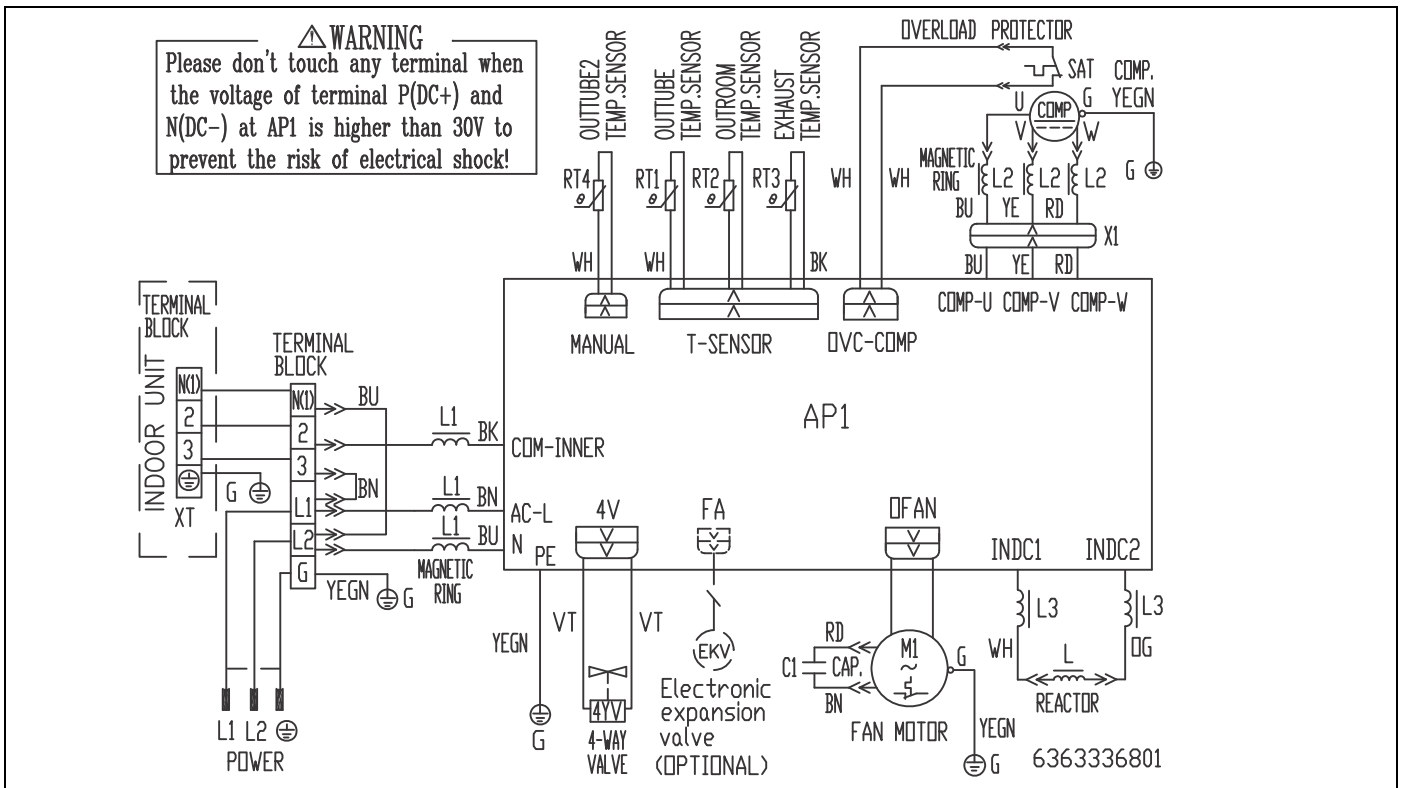 ⚠ WARNING
Please don't touch any terminal when
the voltage of terminal P(DC+) and
N(DC-) at AP1 is higher than 30V to
prevent the risk of electrical shock!
OUTTUBE2
TEMP.SENSOR
OUTTUBE
TEMP.SENSOR
OUTROOM
TEMP.SENSOR
EXHAUST
TEMP.SENSOR
OVERLOAD PROTECTOR
SAT
COMP.
YEGN
G
U
COMP
V
W
G
RT4
θ
RT1
θ
RT2
θ
RT3
θ
WH
WH
MAGNETIC
RING
L2
L2
L2
BU
YE
RD
X1
WH
WH
BK
BU
YE
RD
COMP-U
COMP-V
COMP-W
MANUAL
T-SENSOR
OVC-COMP
AP1
TERMINAL
BLOCK
INDOOR UNIT
N(1)
2
3
G
XT
TERMINAL
BLOCK
N(1)
2
3
L1
L2
G
BU
BN
L1
BK
COM-INNER
L1
BN
AC-L
L1
BU
N
MAGNETIC
RING
PE
YEGN
G
YEGN
G
L1 L2
POWER
4V
VT
VT
4YV
4-WAY
VALVE
FA
EKV
Electronic
expansion
valve
(OPTIONAL)
OFAN
RD
C1
CAP.
BN
M1
~
G
FAN MOTOR
YEGN
G
INDC1
INDC2
L3
L3
WH
OG
L
REACTOR
6363336801